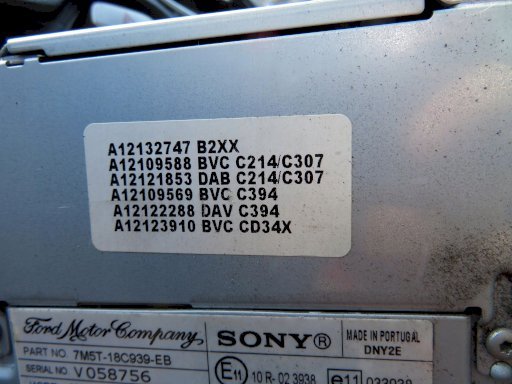 A12132747 B2XX
A12109588 BVC C214/C307
A12121853 DAB C214/C307
A12109569 BVC C394
A12122288 DAV C394
A12123910 BVC CD34X
Ford Motor Company SONY® MADE IN PORTUGAL
DNY2E
PART NO. 7M5T-18C939-EB
SERIAL NO V058756
E11 10 R-02 3938 e11